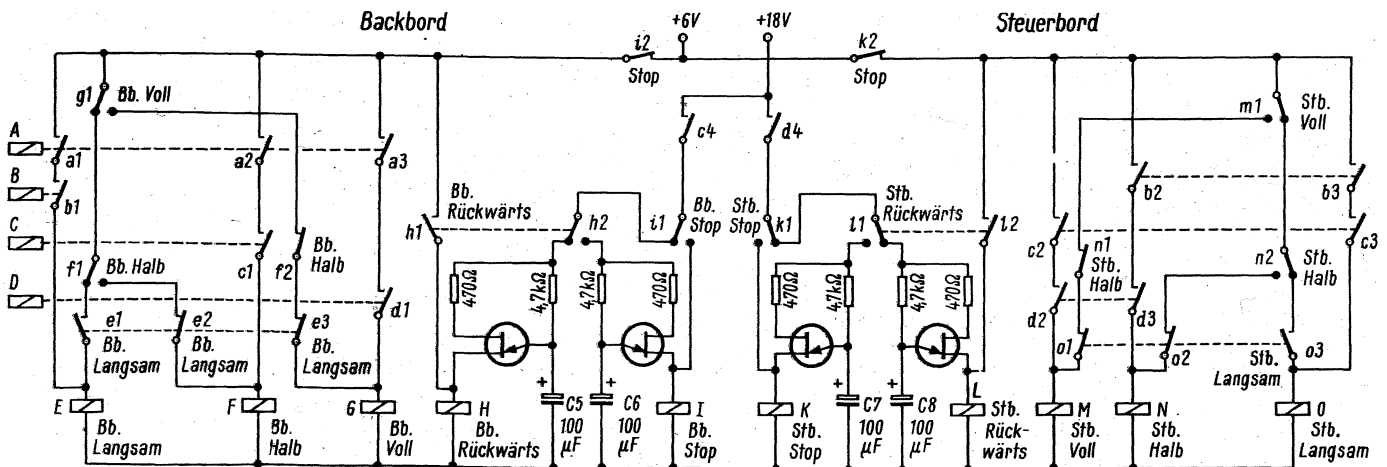 Backbord
+6V
+18V
Steuerbord
i2
Stop
k2
Stop
g1
Bb. Voll
c4
d4
m1
Stb.
Voll
A
a1
a2
a3
B
b1
b2
b3
C
c1
f2
Bb.
Halb
h1
Bb.
Rückwärts
h2
i1
Bb.
Stop
Stb.
Stop
k1
Stb.
Rückwärts
l1
l2
c2
n1
Stb.
Halb
n2
Stb.
Halb
c3
f1
Bb. Halb
D
d1
470Ω
4,7kΩ
4,7kΩ
470Ω
470Ω
4,7kΩ
4,7kΩ
470Ω
d2
d3
e1
Bb.
Langsam
e2
Bb.
Langsam
e3
Bb.
Langsam
o1
o2
Stb.
Langsam
o3
E
Bb.
Langsam
F
Bb.
Halb
G
Bb.
Voll
H
Bb.
Rückwärts
+
C5
100
µF
+
C6
100
µF
I
Bb.
Stop
K
Stb.
Stop
+
C7
100
µF
+
C8
100
µF
L
Stb.
Rück-
wärts
M
Stb.
Voll
N
Stb.
Halb
O
Stb.
Langsam